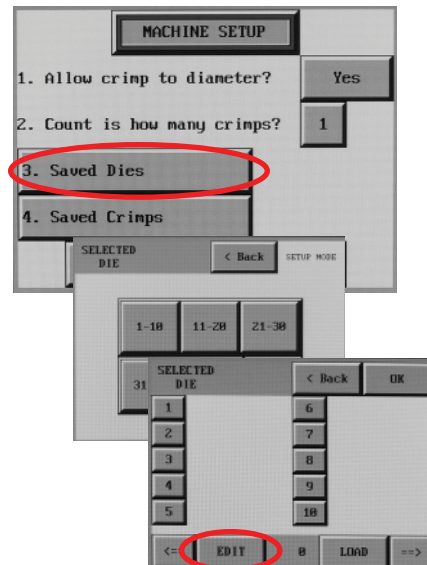 MACHINE SETUP
1. Allow crimp to diameter? Yes
2. Count is how many crimps? 1
3. Saved Dies
4. Saved Crimps
SELECTED DIE < Back SETUP MODE
1-10 11-20 21-30
31
SELECTED DIE < Back OK
1 6
2 7
3 8
4 9
5 10
<= EDIT 0 LOAD ==>